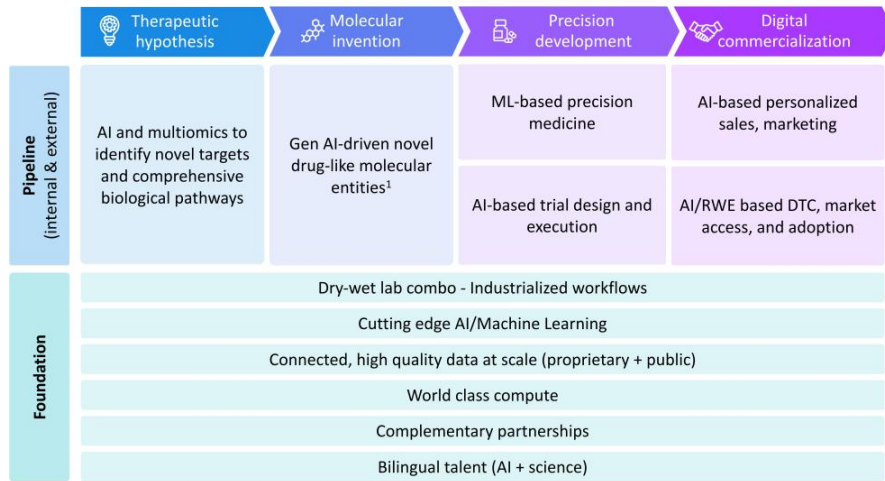 Therapeutic
hypothesis
Molecular
invention
Precision
development
Digital
commercialization
Pipeline
(internal & external)
AI and multiomics to
identify novel targets
and comprehensive
biological pathways
Gen AI-driven novel
drug-like molecular
entities¹
ML-based precision
medicine
AI-based personalized
sales, marketing
AI-based trial design and
execution
AI/RWE based DTC, market
access, and adoption
Foundation
Dry-wet lab combo - Industrialized workflows
Cutting edge AI/Machine Learning
Connected, high quality data at scale (proprietary + public)
World class compute
Complementary partnerships
Bilingual talent (AI + science)